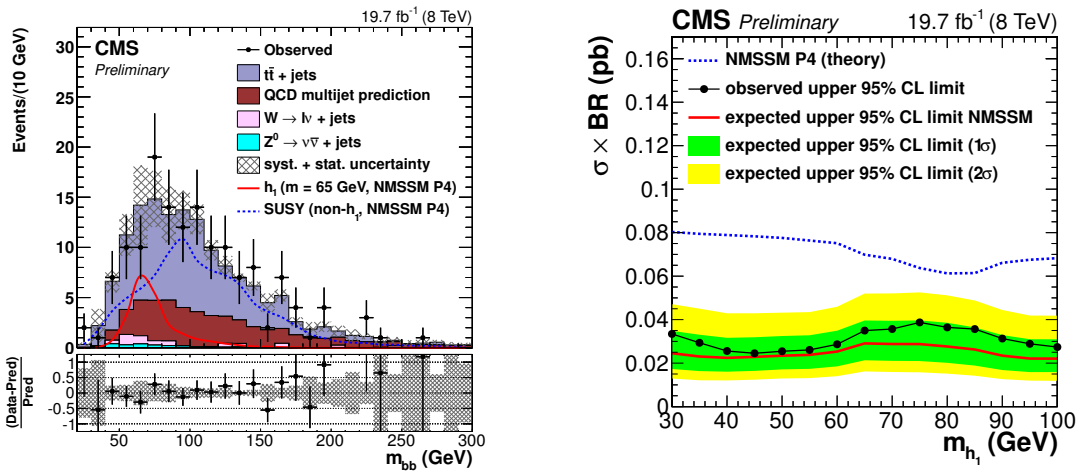 19.7 fb⁻¹ (8 TeV)
CMS
Preliminary
Observed
tt̅ + jets
QCD multijet prediction
W → lν + jets
Z⁰ → νν̅ + jets
syst. + stat. uncertainty
h₁ (m = 65 GeV, NMSSM P4)
SUSY (non-h₁, NMSSM P4)
Events/(10 GeV)
30
25
20
15
10
5
0
(Data-Pred)
Pred
1
0.5
0
-0.5
-1
50 100 150 200 250 300
m_bb (GeV)
CMS Preliminary 19.7 fb⁻¹ (8 TeV)
NMSSM P4 (theory)
observed upper 95% CL limit
expected upper 95% CL limit NMSSM
expected upper 95% CL limit (1σ)
expected upper 95% CL limit (2σ)
σ × BR (pb)
0.16
0.14
0.12
0.1
0.08
0.06
0.04
0.02
0
30 40 50 60 70 80 90 100
m_h₁ (GeV)